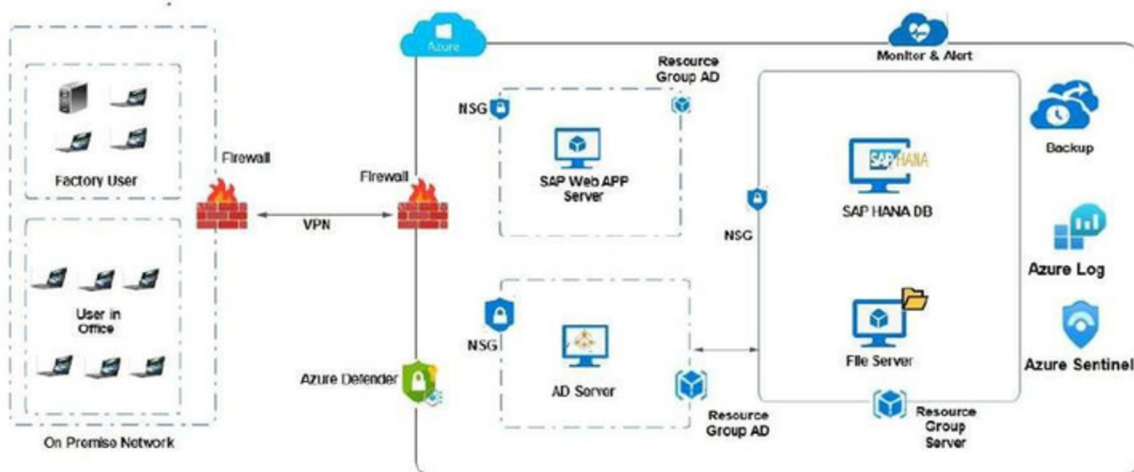 Azure
Monitor & Alert
Resource
Group AD
NSG
Firewall
Factory User
Firewall
VPN
SAP Web APP
Server
SAP HANA
SAP HANA DB
Backup
NSG
Azure Log
User in
Office
NSG
AD Server
File Server
Azure Sentinel
Azure Defender
Resource
Group AD
Resource
Group
Server
On Premise Network